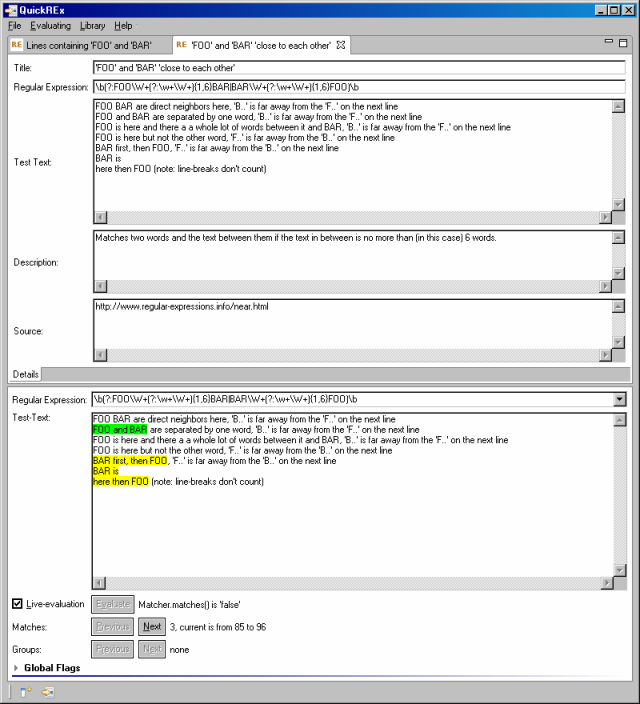 QuickREx
File Evaluating Library Help
RE Lines containing 'FOO' and 'BAR'
RE 'FOO' and 'BAR' 'close to each other'
Title: 'FOO' and 'BAR' 'close to each other'
Regular Expression: \b(?:FOO\W+(?:\w+\W+){1,6}BAR|BAR\W+(?:\w+\W+){1,6}FOO)\b
Test Text:
FOO BAR are direct neighbors here, 'B..' is far away from the 'F..' on the next line
FOO and BAR are separated by one word, 'B..' is far away from the 'F..' on the next line
FOO is here and there a a whole lot of words between it and BAR, 'B..' is far away from the 'F..' on the next line
FOO is here but not the other word, 'F..' is far away from the 'B..' on the next line
BAR first, then FOO, 'F..' is far away from the 'B..' on the next line
BAR is
here then FOO (note: line-breaks don't count)
Description:
Matches two words and the text between them if the text in between is no more than (in this case) 6 words.
Source:
http://www.regular-expressions.info/near.html
Details
Regular Expression: \b(?:FOO\W+(?:\w+\W+){1,6}BAR|BAR\W+(?:\w+\W+){1,6}FOO)\b
Test-Text:
FOO BAR are direct neighbors here, 'B..' is far away from the 'F..' on the next line
FOO and BAR are separated by one word, 'B..' is far away from the 'F..' on the next line
FOO is here and there a a whole lot of words between it and BAR, 'B..' is far away from the 'F..' on the next line
FOO is here but not the other word, 'F..' is far away from the 'B..' on the next line
BAR first, then FOO, 'F..' is far away from the 'B..' on the next line
BAR is
here then FOO (note: line-breaks don't count)
Live-evaluation Evaluate Matcher.matches() is 'false'
Matches: Previous Next 3, current is from 85 to 96
Groups: Previous Next none
Global Flags